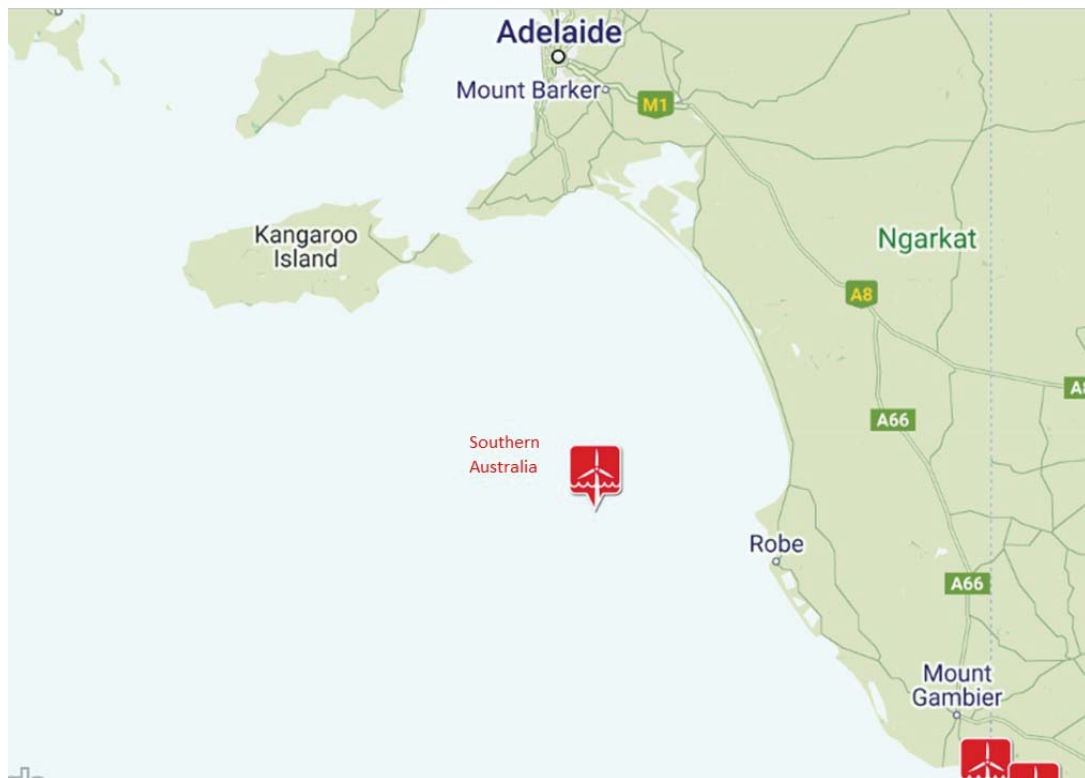 Adelaide
Mount Barker
M1
Kangaroo
Island
Ngarkat
A8
A66
Southern
Australia
Robe
A66
Mount
Gambier